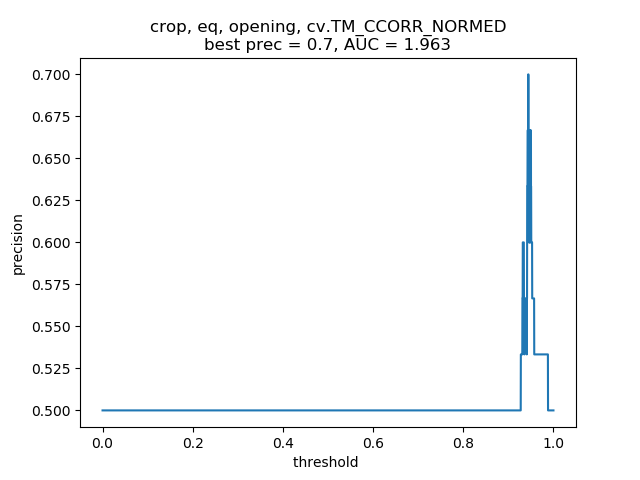 crop, eq, opening, cv.TM_CCORR_NORMED
best prec = 0.7, AUC = 1.963
0.700
0.675
0.650
0.625
0.600
0.575
0.550
0.525
0.500
precision
0.0 0.2 0.4 0.6 0.8 1.0
threshold